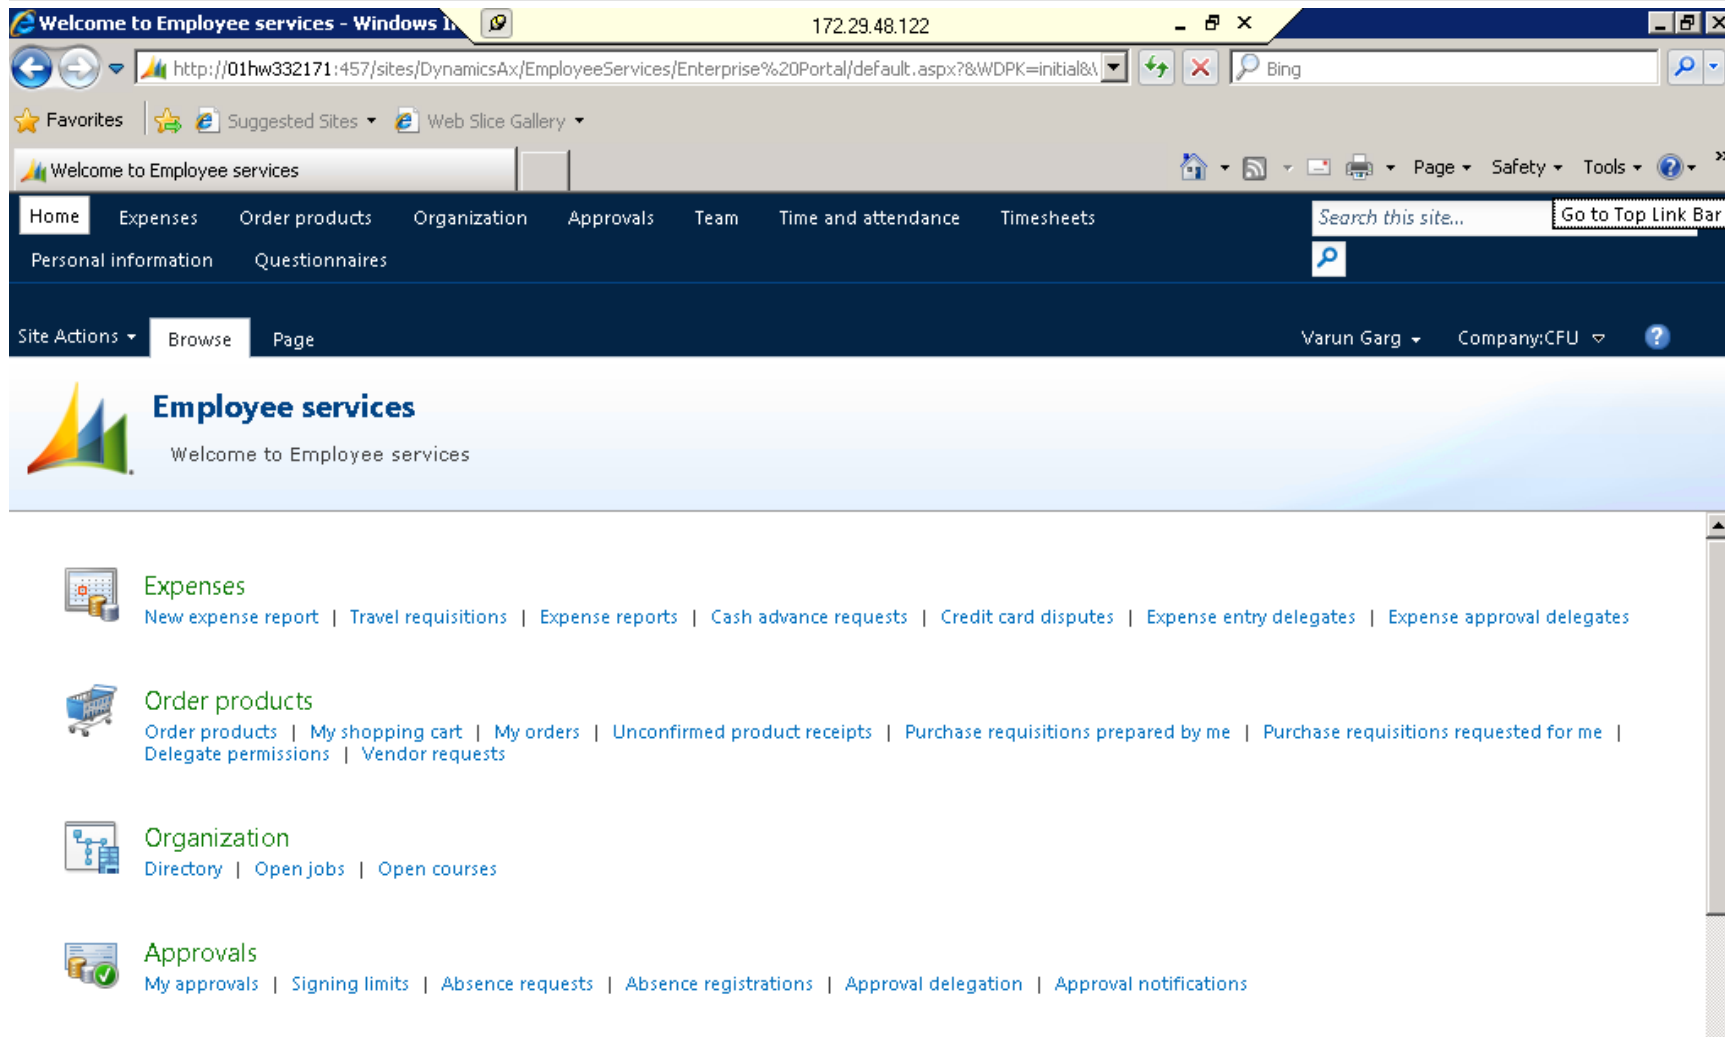 Welcome to Employee services - Windows I
172.29.48.122
http://01hw332171:457/sites/DynamicsAx/EmployeeServices/Enterprise%20Portal/default.aspx?&WDPK=initial&
Bing
Favorites
Suggested Sites
Web Slice Gallery
Welcome to Employee services
Page
Safety
Tools
»
Home
Expenses
Order products
Organization
Approvals
Team
Time and attendance
Timesheets
Search this site...
Go to Top Link Bar
Personal information
Questionnaires
Site Actions
Browse
Page
Varun Garg
Company:CFU
Employee services
Welcome to Employee services
Expenses
New expense report | Travel requisitions | Expense reports | Cash advance requests | Credit card disputes | Expense entry delegates | Expense approval delegates
Order products
Order products | My shopping cart | My orders | Unconfirmed product receipts | Purchase requisitions prepared by me | Purchase requisitions requested for me |
Delegate permissions | Vendor requests
Organization
Directory | Open jobs | Open courses
Approvals
My approvals | Signing limits | Absence requests | Absence registrations | Approval delegation | Approval notifications